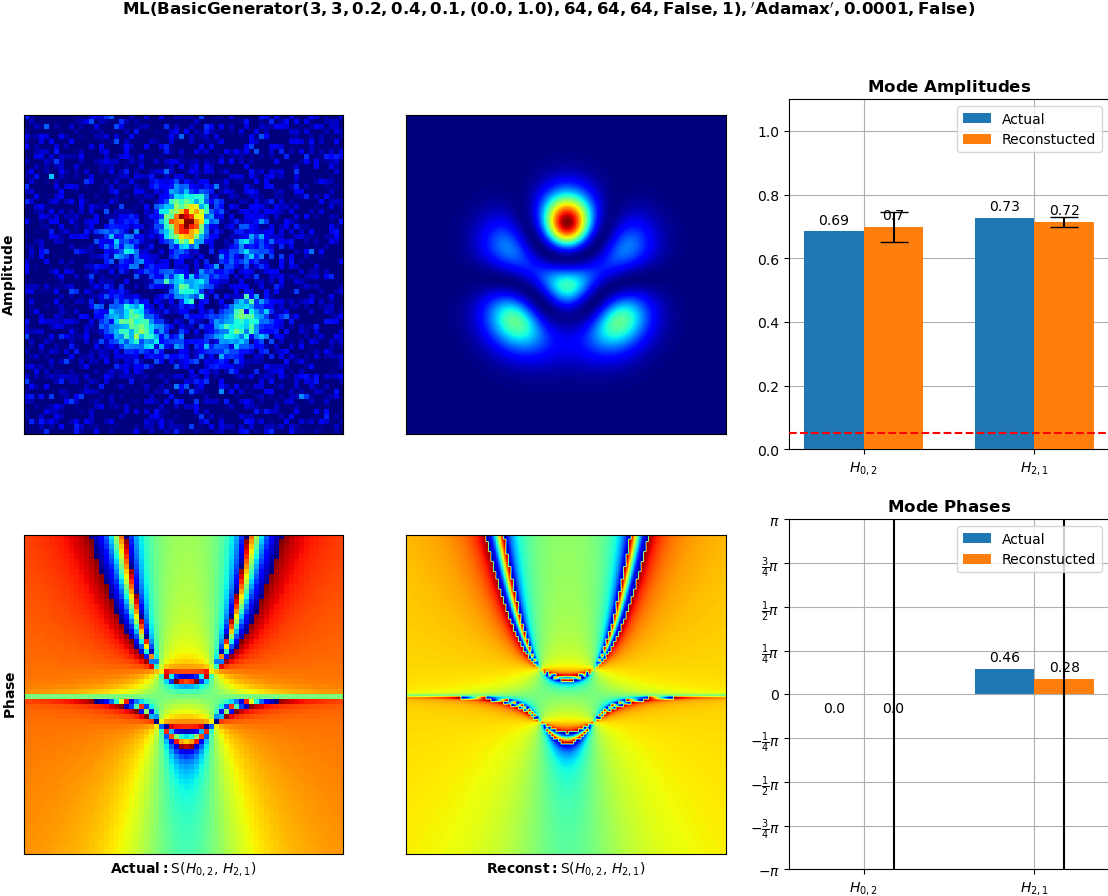 ML(BasicGenerator(3, 3, 0.2, 0.4, 0.1, (0.0, 1.0), 64, 64, 64, False, 1), ′Adamax′, 0.0001, False)
Amplitude
Mode Amplitudes
Actual
Reconstucted
1.0
0.8
0.6
0.4
0.2
0.0
0.69
0.7
0.73
0.72
H0, 2
H2, 1
Phase
Actual: S(H0, 2, H2, 1)
Reconst: S(H0, 2, H2, 1)
Mode Phases
Actual
Reconstucted
π
3/4π
1/2π
1/4π
0
−1/4π
−1/2π
−3/4π
−π
0.0
0.0
0.46
0.28
H0, 2
H2, 1